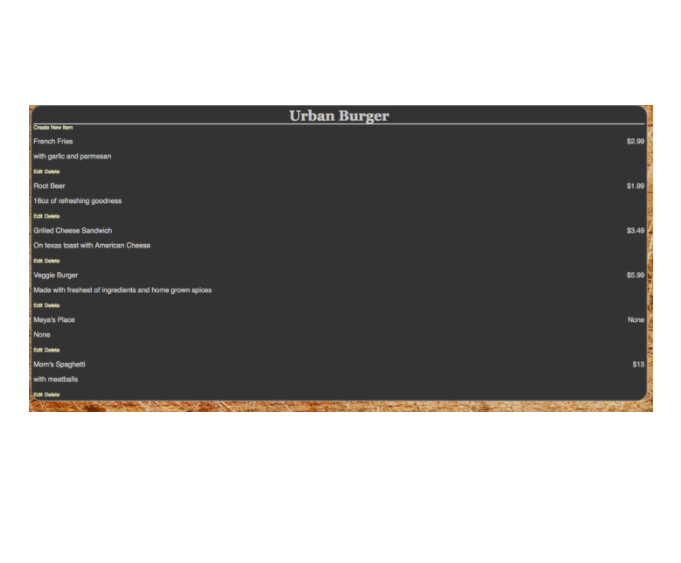 Urban Burger
Create New Item
French Fries $2.99
with garlic and parmesan
Edit Delete
Root Beer $1.99
16oz of refreshing goodness
Edit Delete
Grilled Cheese Sandwich $3.49
On texas toast with American Cheese
Edit Delete
Veggie Burger $5.99
Made with freshest of ingredients and home grown spices
Edit Delete
Meya's Place None
None
Edit Delete
Mom's Spaghetti $13
with meatballs
Edit Delete